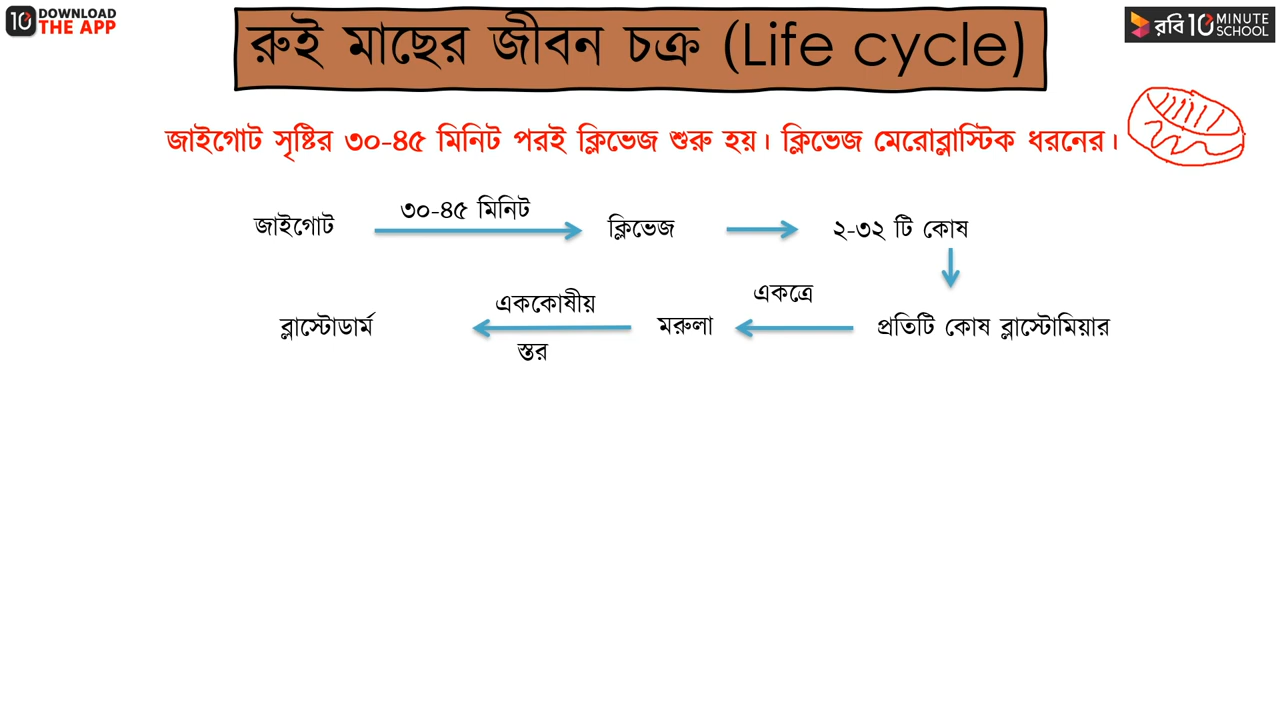 10 DOWNLOAD THE APP
রুই মাছের জীবন চক্র (Life cycle)
রবি 10 MINUTE SCHOOL
জাইগোট সৃষ্টির ৩০-৪৫ মিনিট পরই ক্লিভেজ শুরু হয়। ক্লিভেজ মেরোব্লাস্টিক ধরনের।
জাইগোট
৩০-৪৫ মিনিট
ক্লিভেজ
২-৩২ টি কোষ
প্রতিটি কোষ ব্লাস্টোমিয়ার
একত্রে
মরুলা
এককোষীয়
স্তর
ব্লাস্টোডার্ম